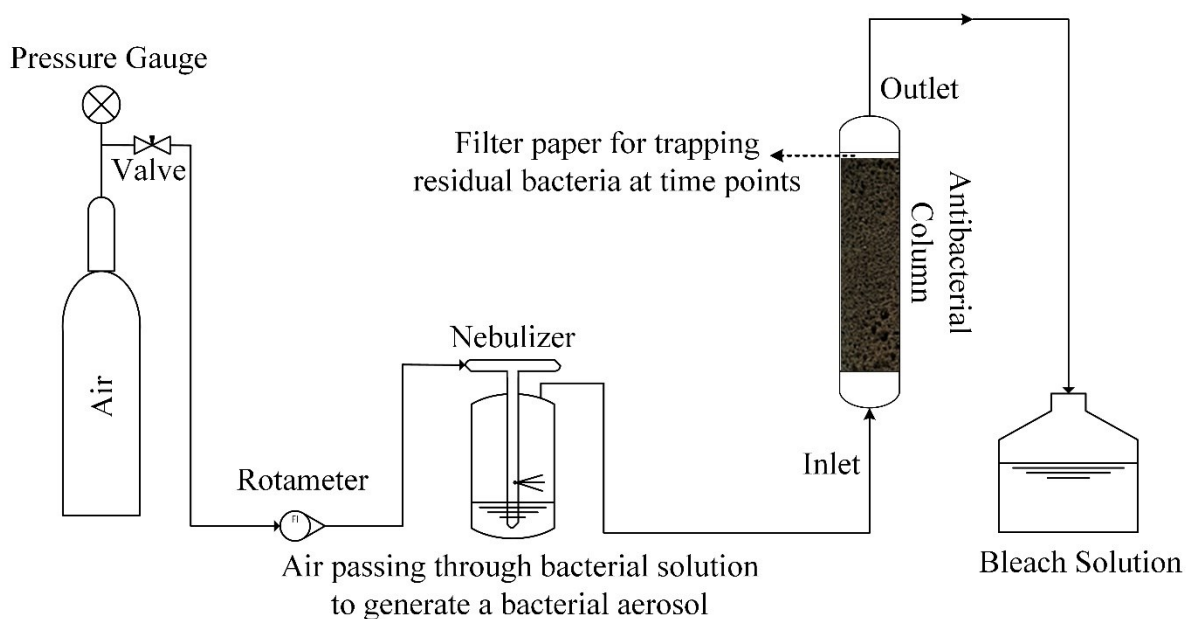 Pressure Gauge
Valve
Air
Rotameter
FI
Nebulizer
Air passing through bacterial solution
to generate a bacterial aerosol
Filter paper for trapping
residual bacteria at time points
Inlet
Outlet
Antibacterial
Column
Bleach Solution